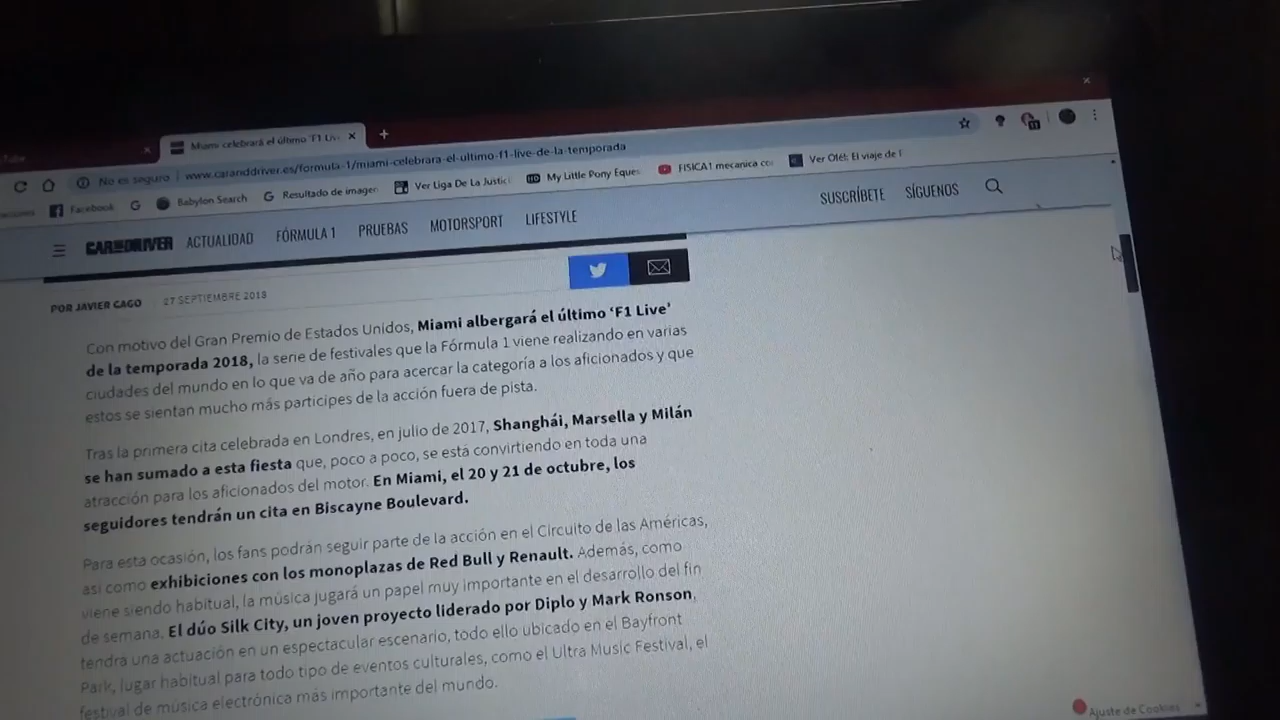 Tube
Miami celebrará el último 'F1 Liv
No es seguro | www.caranddriver.es/formula-1/miami-celebrara-el-ultimo-f1-live-de-la-temporada
Facebook G Babylon Search G Resultado de imagen Ver Liga De La Justici HD My Little Pony Eques FISICA1 mecanica co Ver Oféli: El viaje de
CAR AND DRIVER ACTUALIDAD FÓRMULA 1 PRUEBAS MOTORSPORT LIFESTYLE SUSCRÍBETE SÍGUENOS
POR JAVIER CAGO 27 SEPTIEMBRE 2018
Con motivo del Gran Premio de Estados Unidos, Miami albergará el último ‘F1 Live’
de la temporada 2018, la serie de festivales que la Fórmula 1 viene realizando en varias
ciudades del mundo en lo que va de año para acercar la categoría a los aficionados y que
estos se sientan mucho más partícipes de la acción fuera de pista.
Tras la primera cita celebrada en Londres, en julio de 2017, Shanghái, Marsella y Milán
se han sumado a esta fiesta que, poco a poco, se está convirtiendo en toda una
atracción para los aficionados del motor. En Miami, el 20 y 21 de octubre, los
seguidores tendrán un cita en Biscayne Boulevard.
Para esta ocasión, los fans podrán seguir parte de la acción en el Circuito de las Américas,
así como exhibiciones con los monoplazas de Red Bull y Renault. Además, como
viene siendo habitual, la música jugará un papel muy importante en el desarrollo del fin
de semana. El dúo Silk City, un joven proyecto liderado por Diplo y Mark Ronson,
tendrá una actuación en un espectacular escenario, todo ello ubicado en el Bayfront
Park, lugar habitual para todo tipo de eventos culturales, como el Ultra Music Festival, el
festival de música electrónica más importante del mundo.
Ajuste de Cookies